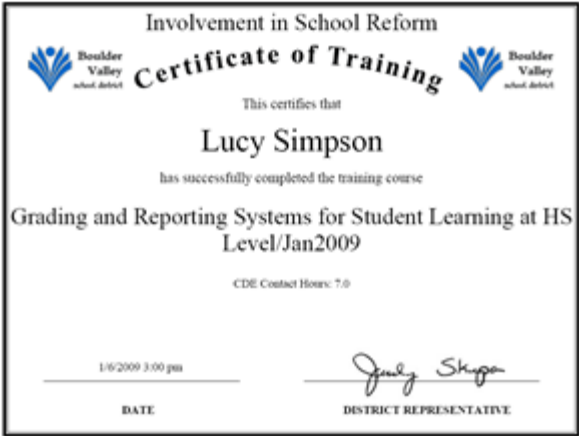 Involvement in School Reform
Boulder
Valley
school district
Certificate of Training
Boulder
Valley
school district
This certifies that
Lucy Simpson
has successfully completed the training course
Grading and Reporting Systems for Student Learning at HS
Level/Jan2009
CDE Contact Hours: 7.0
1/6/2009 3:00 pm
Judy
DATE
DISTRICT REPRESENTATIVE